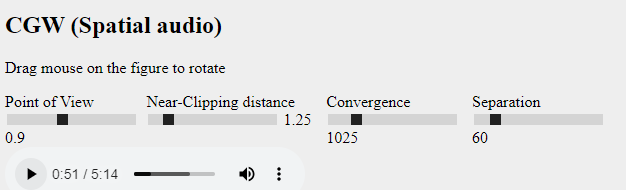 CGW (Spatial audio)
Drag mouse on the figure to rotate
Point of View Near-Clipping distance Convergence Separation
1.25
0.9 1025 60
0:51 / 5:14